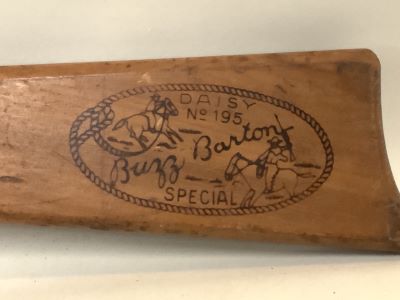 DAISY
No 195
Buzz Barton
SPECIAL